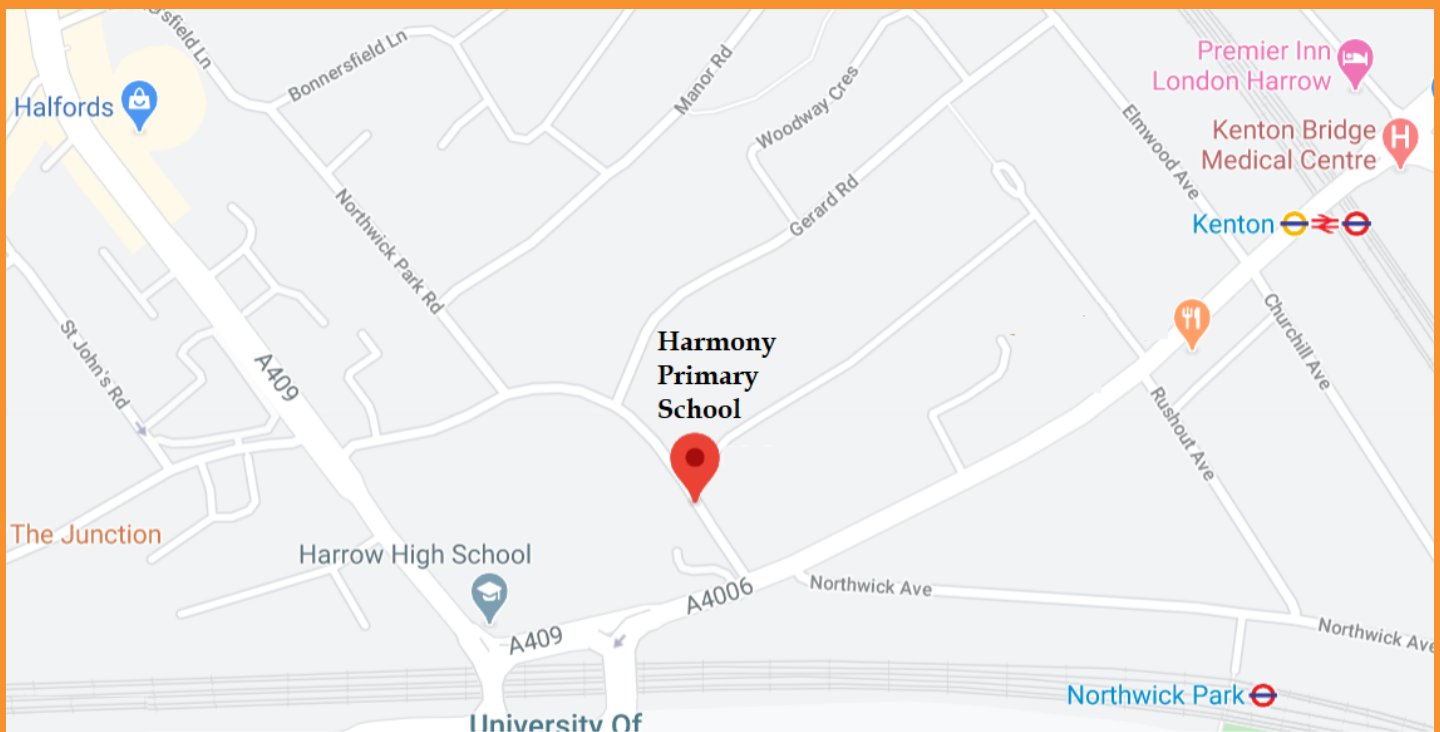 gsfield Ln
Bonnersfield Ln
Halfords
Manor Rd
Woodway Cres
Premier Inn
London Harrow
Elmwood Ave
Kenton Bridge
Medical Centre
H
Northwick Park Rd
Gerard Rd
Kenton
St John's Rd
A409
Harmony
Primary
School
Churchill Ave
Rushout Ave
The Junction
Harrow High School
A4006
Northwick Ave
A409
Northwick Ave
Northwick Park
University Of